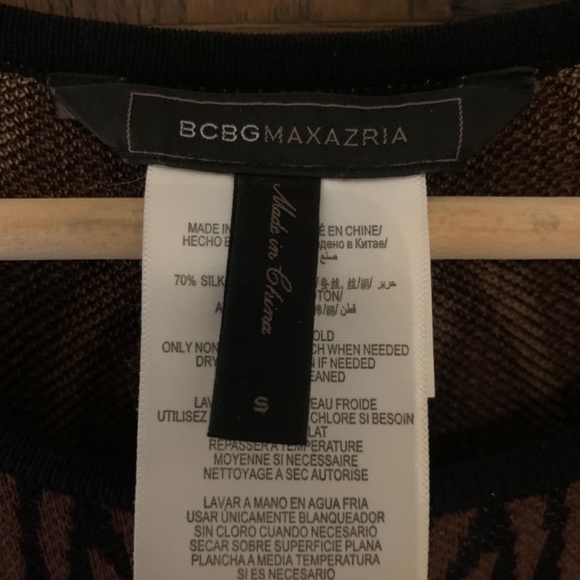 BCBGMAXAZRIA
Made in China
S
MADE IN É EN CHINE/
HECHO E дено в Китае/
صنع
70% SILK حرير
TON/
قطن
OLD
ONLY NON CH WHEN NEEDED
DRY IF NEEDED
EANED
LAV EAU FROIDE
UTILISEZ CHLORE SI BESOIN
LAT
REPASSER A TEMPERATURE
MOYENNE SI NECESSAIRE
NETTOYAGE A SEC AUTORISE
LAVAR A MANO EN AGUA FRIA
USAR UNICAMENTE BLANQUEADOR
SIN CLORO CUANDO NECESARIO
SECAR SOBRE SUPERFICIE PLANA
PLANCHA A MEDIA TEMPERATURA
SI ES NECESARIO